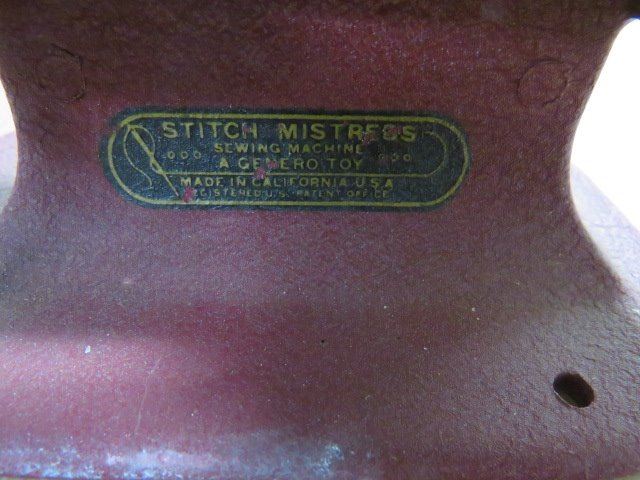 STITCH MISTRESS
SEWING MACHINE
A GENERO TOY
MADE IN CALIFORNIA U.S.A
REGISTERED U.S. PATENT OFFICE